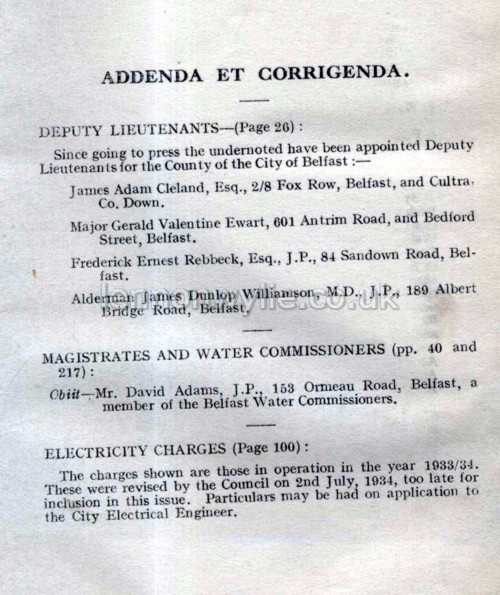 ADDENDA ET CORRIGENDA.
DEPUTY LIEUTENANTS—(Page 26) :
Since going to press the undernoted have been appointed Deputy
Lieutenants for the County of the City of Belfast :—
James Adam Cleland, Esq., 2/8 Fox Row, Belfast, and Cultra,
Co. Down.
Major Gerald Valentine Ewart, 601 Antrim Road, and Bedford
Street, Belfast.
Frederick Ernest Rebbeck, Esq., J.P., 84 Sandown Road, Bel-
fast.
Alderman James Dunlop Williamson, M.D., J.P., 189 Albert
Bridge Road, Belfast.
lennonwylie.co.uk
MAGISTRATES AND WATER COMMISSIONERS (pp. 40 and
217) :
Obiit—Mr. David Adams, J.P., 153 Ormeau Road, Belfast, a
member of the Belfast Water Commissioners.
ELECTRICITY CHARGES (Page 100) :
The charges shown are those in operation in the year 1933/34.
These were revised by the Council on 2nd July, 1934, too late for
inclusion in this issue. Particulars may be had on application to
the City Electrical Engineer.